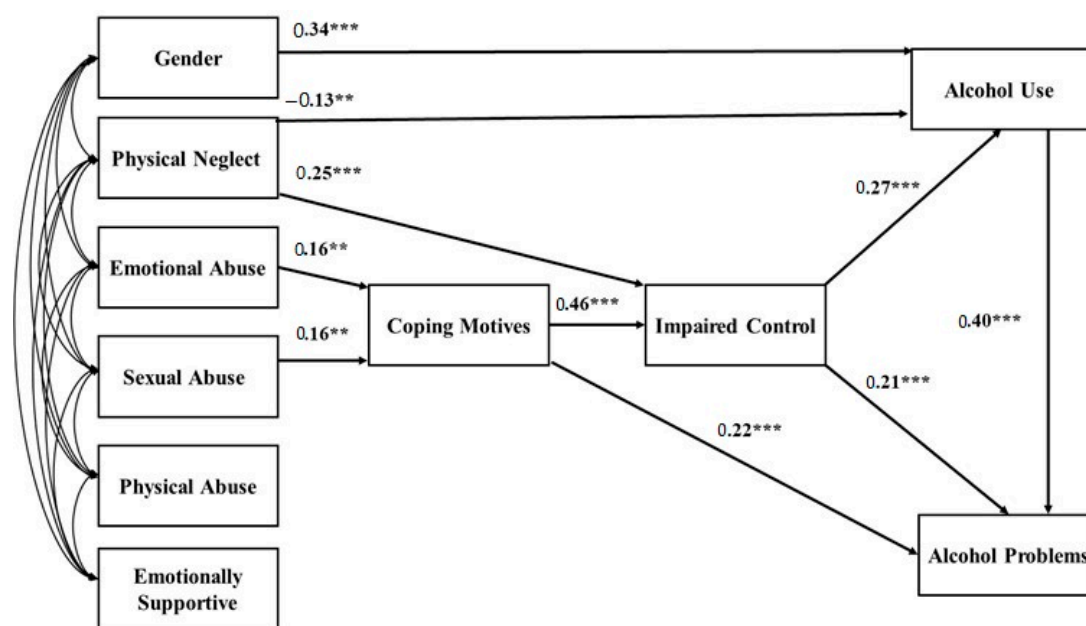 0.34***
Gender
Alcohol Use
−0.13**
Physical Neglect
0.25***
0.27***
0.16**
Emotional Abuse
Coping Motives
0.46***
Impaired Control
0.40***
0.16**
Sexual Abuse
0.21***
0.22***
Physical Abuse
Alcohol Problems
Emotionally
Supportive